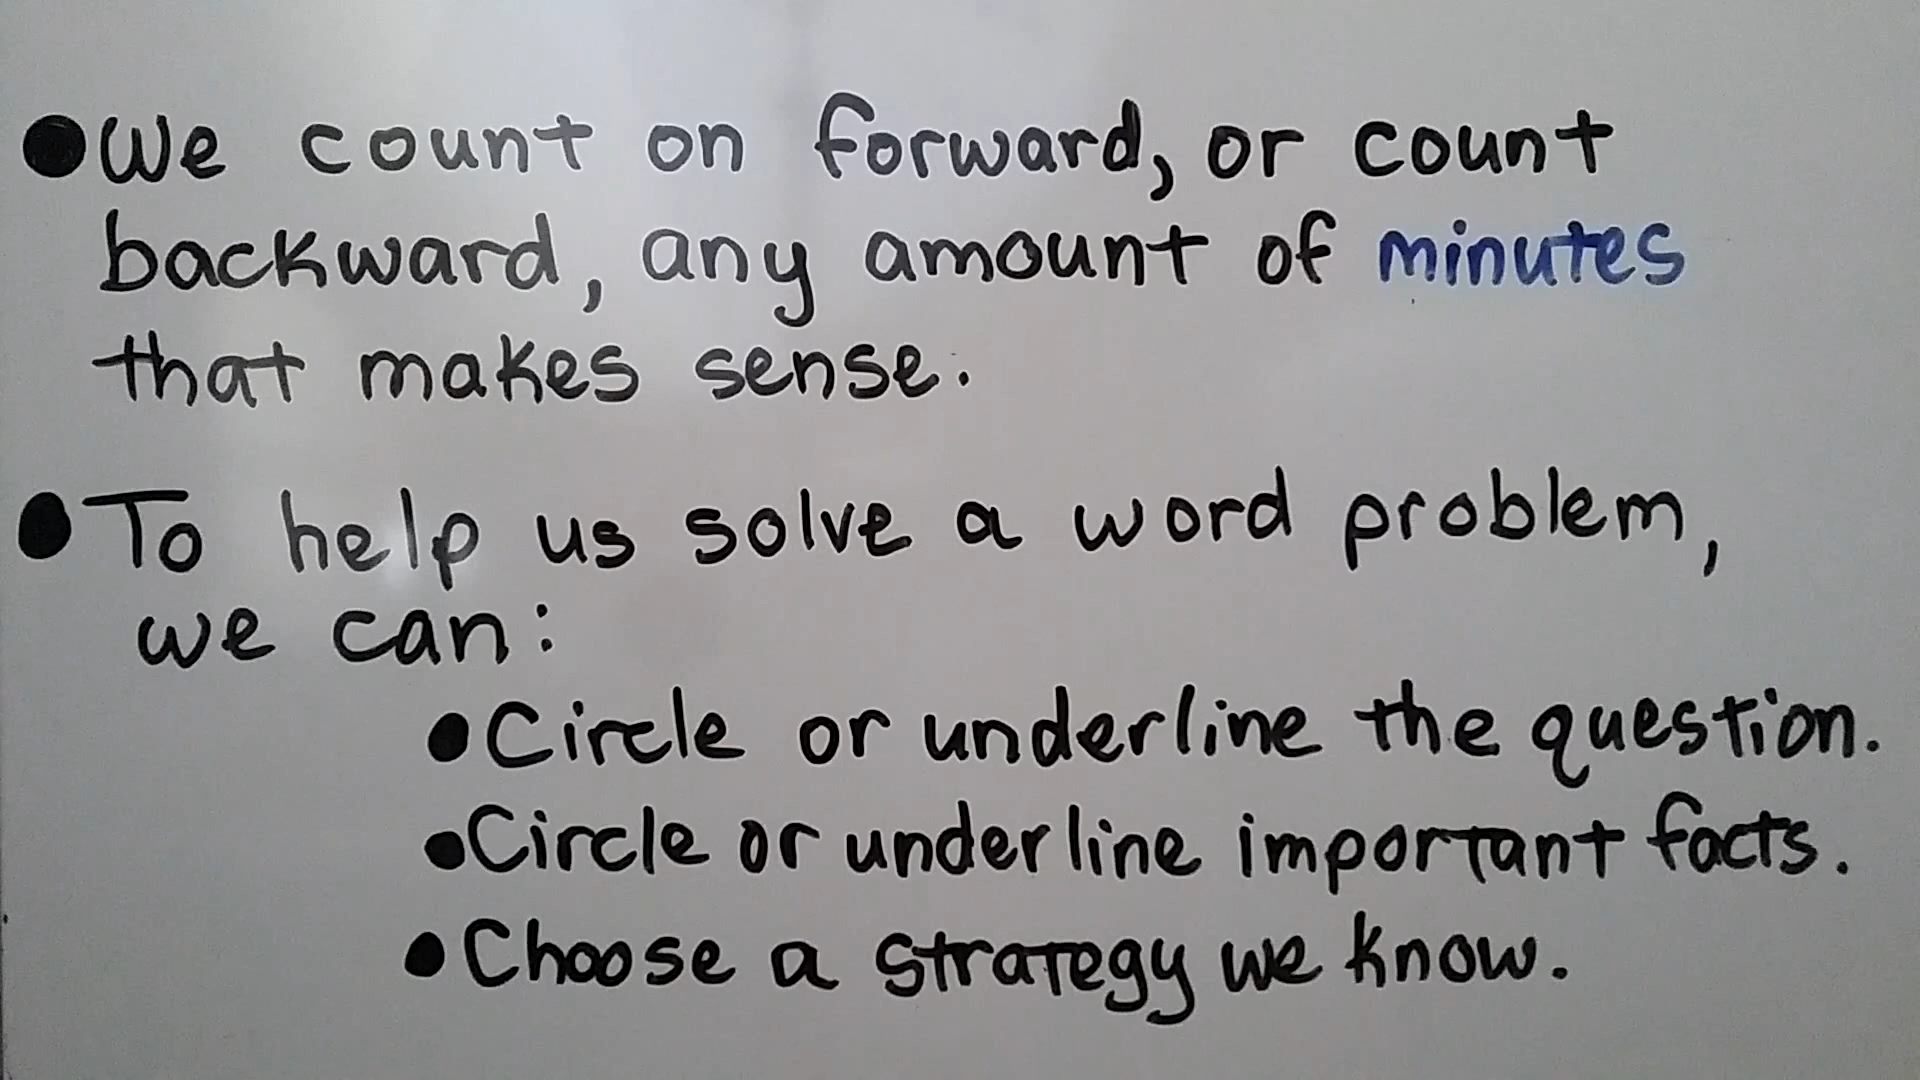 ●We count on forward, or count
backward, any amount of minutes
that makes sense.
●To help us solve a word problem,
we can:
●Circle or underline the question.
●Circle or underline important facts.
●Choose a strategy we know.